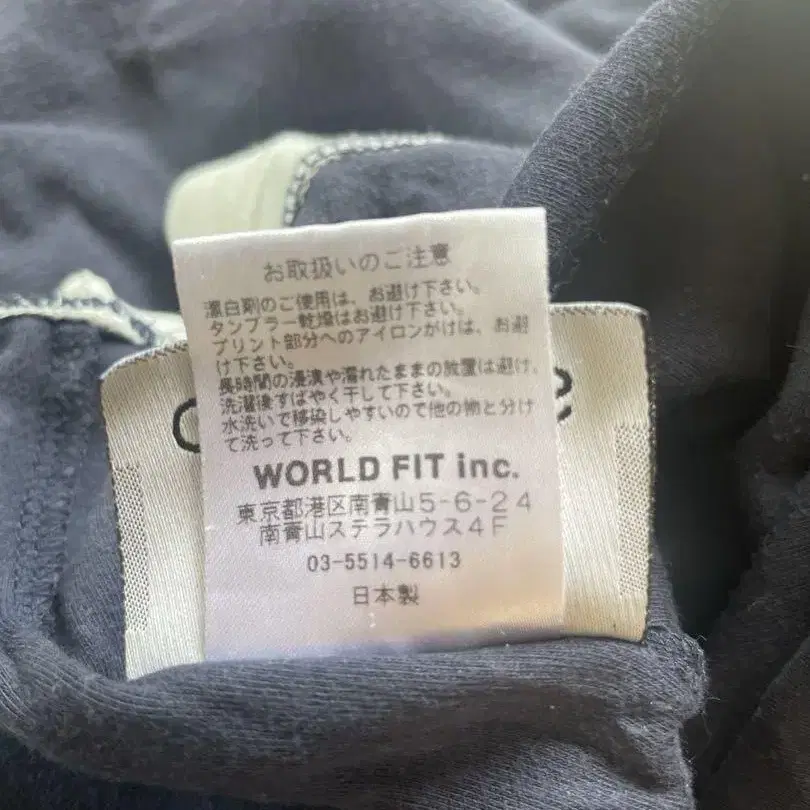 お取扱いのご注意
漂白剤のご使用は、お避け下さい。
タンブラー乾燥はお避け下さい。
プリント部分へのアイロンがけは、お避
け下さい。
長時間の浸漬や濡れたままの放置は避け、
洗濯後すばやく干して下さい。
水洗いで移染しやすいので他の物と分け
て洗って下さい。
WORLD FIT inc.
東京都港区南青山5-6-24
南青山ステラハウス4F
03-5514-6613
日本製